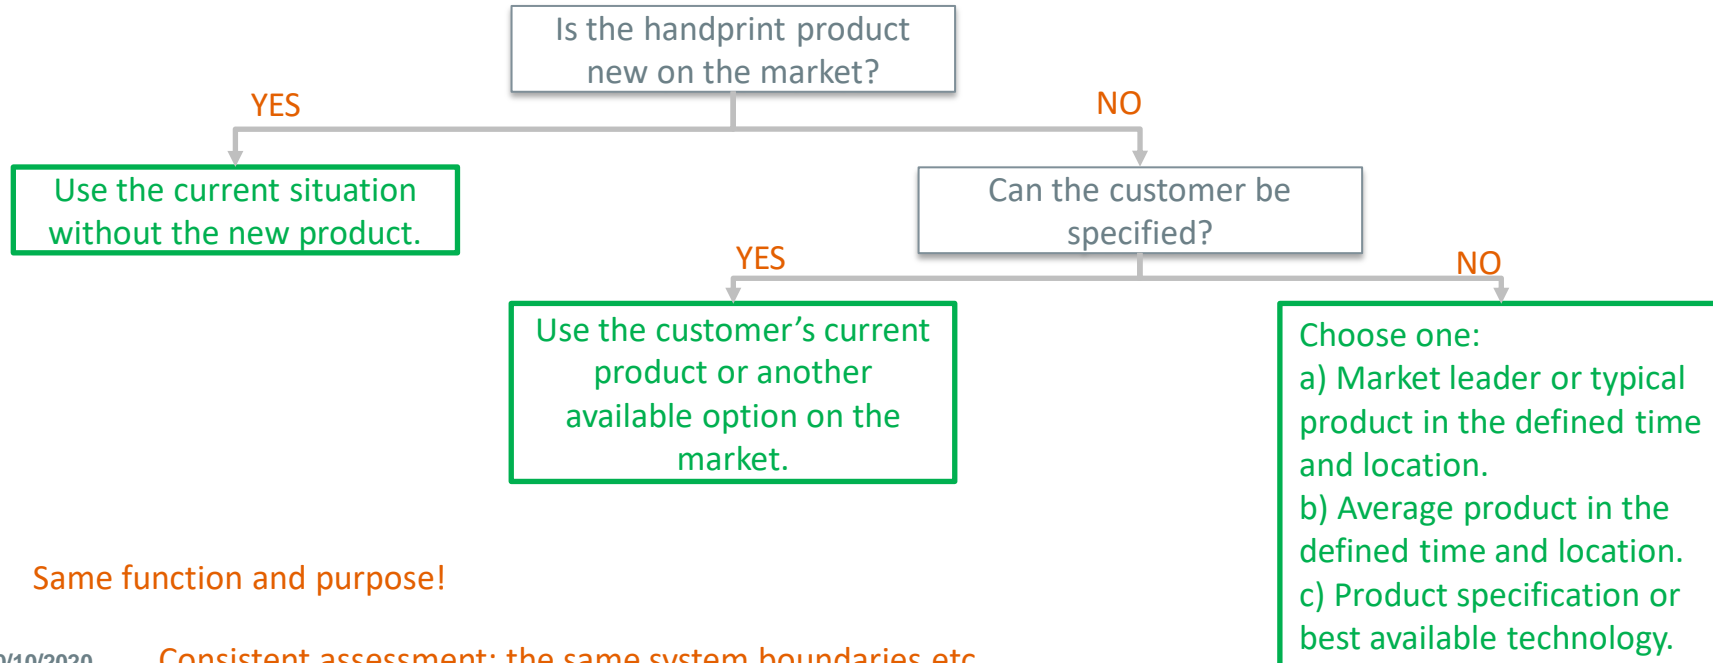 Is the handprint product
new on the market?
YES
NO
Use the current situation
without the new product.
Can the customer be
specified?
YES
NO
Use the customer’s current
product or another
available option on the
market.
Choose one:
a) Market leader or typical
product in the defined time
and location.
b) Average product in the
defined time and location.
c) Product specification or
best available technology.
Same function and purpose!
0/10/2020
Consistent assessment: the same system boundaries etc